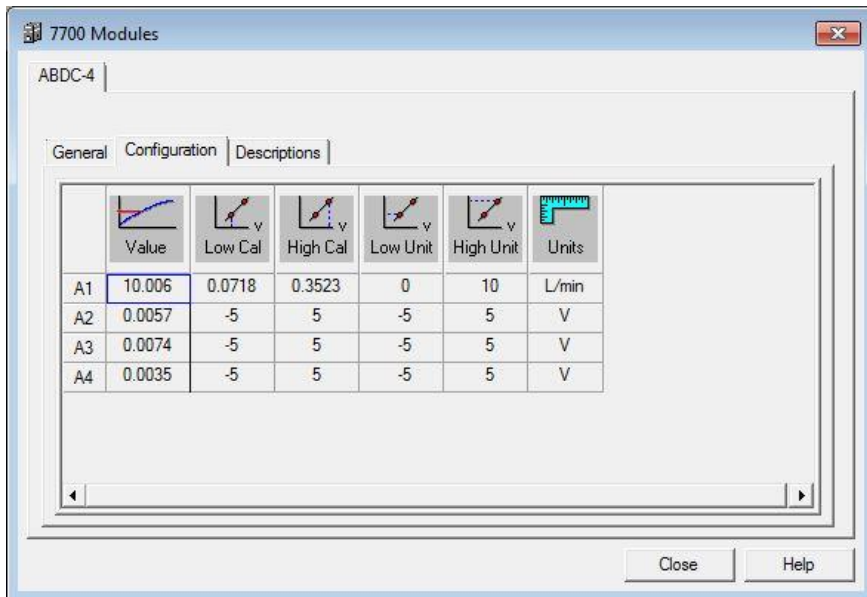 7700 Modules
ABDC-4
General Configuration Descriptions
Value Low Cal High Cal Low Unit High Unit Units
A1 10.006 0.0718 0.3523 0 10 L/min
A2 0.0057 -5 5 -5 5 V
A3 0.0074 -5 5 -5 5 V
A4 0.0035 -5 5 -5 5 V
Close Help